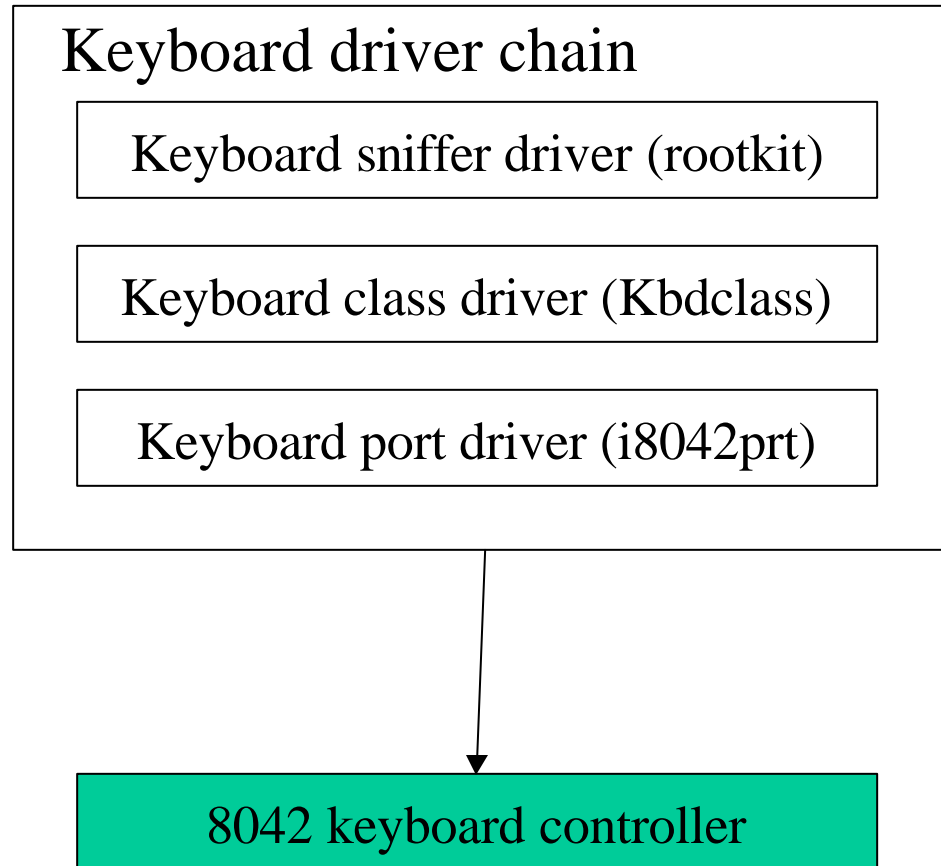 Keyboard driver chain
Keyboard sniffer driver (rootkit)
Keyboard class driver (Kbdclass)
Keyboard port driver (i8042prt)
8042 keyboard controller